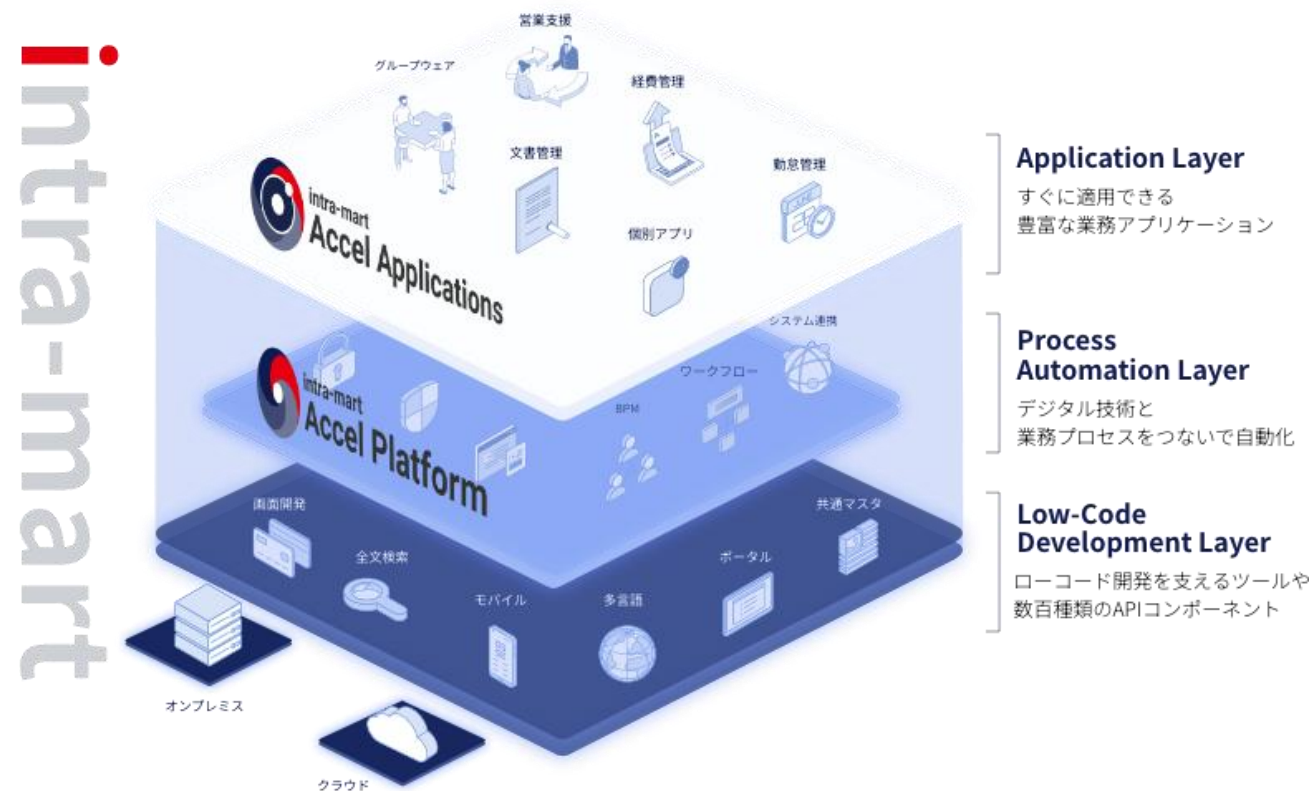 intra-mart
営業支援
グループウェア
経費管理
文書管理
勤怠管理
個別アプリ
intra-mart
Accel Applications
システム連携
ワークフロー
BPM
intra-mart
Accel Platform
画面開発
全文検索
モバイル
多言語
ポータル
共通マスタ
オンプレミス
クラウド
Application Layer
すぐに適用できる
豊富な業務アプリケーション
Process
Automation Layer
デジタル技術と
業務プロセスをつないで自動化
Low-Code
Development Layer
ローコード開発を支えるツールや
数百種類のAPIコンポーネント